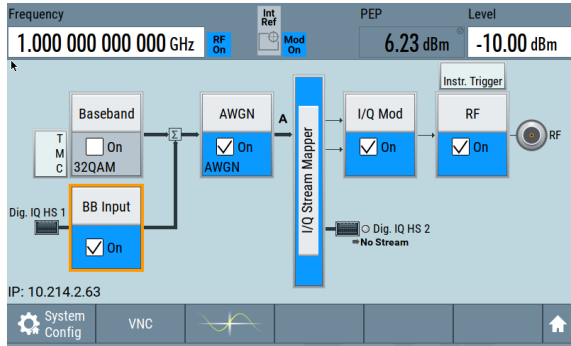 Frequency
Int
Ref
PEP
Level
1.000 000 000 000 GHz
RF
On
Mod
On
6.23 dBm
-10.00 dBm
Instr. Trigger
Baseband
AWGN
I/Q Mod
RF
T
M
C
On
32QAM
Σ
On
AWGN
A
I/Q Stream Mapper
On
On
RF
Dig. IQ HS 1
BB Input
On
Dig. IQ HS 2
No Stream
IP: 10.214.2.63
System
Config
VNC